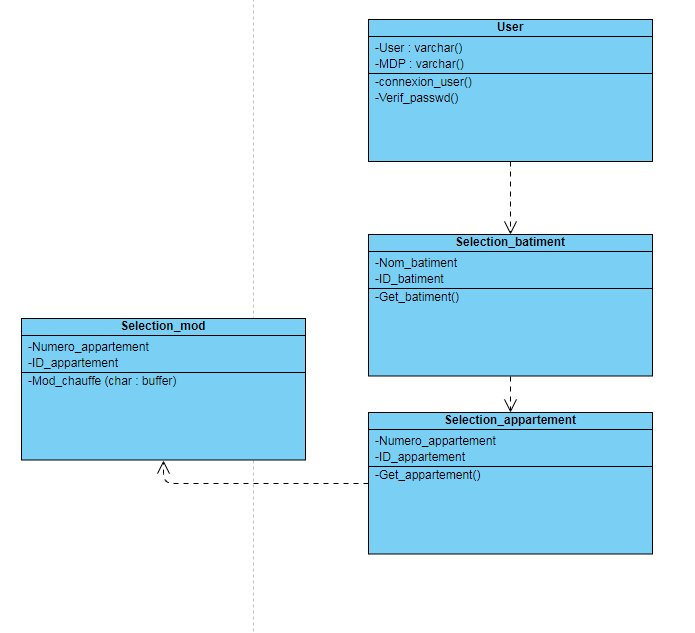 User
-User : varchar()
-MDP : varchar()
-connexion_user()
-Verif_passwd()
Selection_batiment
-Nom_batiment
-ID_batiment
-Get_batiment()
Selection_mod
-Numero_appartement
-ID_appartement
-Mod_chauffe (char : buffer)
Selection_appartement
-Numero_appartement
-ID_appartement
-Get_appartement()